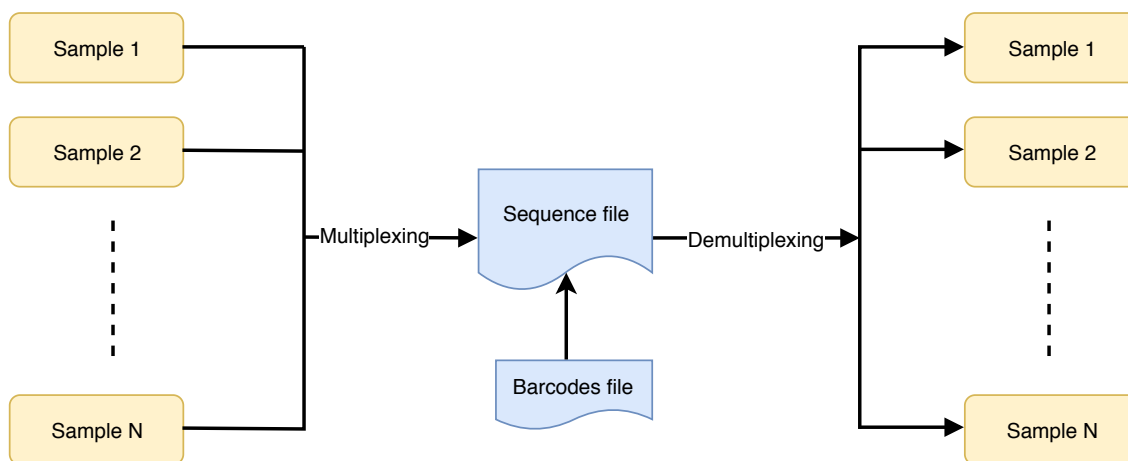 Sample 1
Sample 2
Sample N
Multiplexing
Sequence file
Barcodes file
Demultiplexing
Sample 1
Sample 2
Sample N